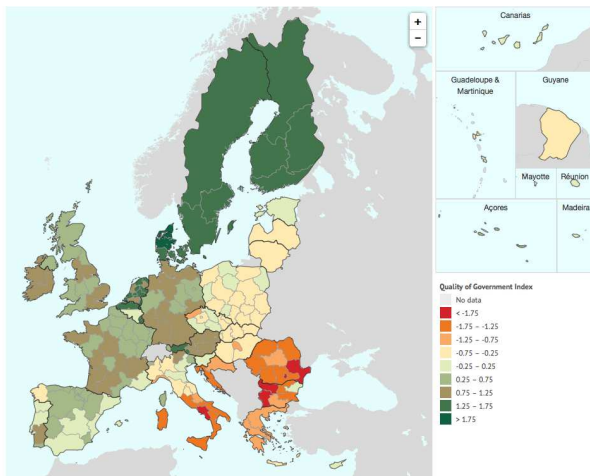 +
−
Canarias
Guadeloupe &
Martinique
Guyane
Mayotte
Réunion
Açores
Madeira
Quality of Government Index
No data
< -1.75
-1.75 – -1.25
-1.25 – -0.75
-0.75 – -0.25
-0.25 – 0.25
0.25 – 0.75
0.75 – 1.25
1.25 – 1.75
> 1.75